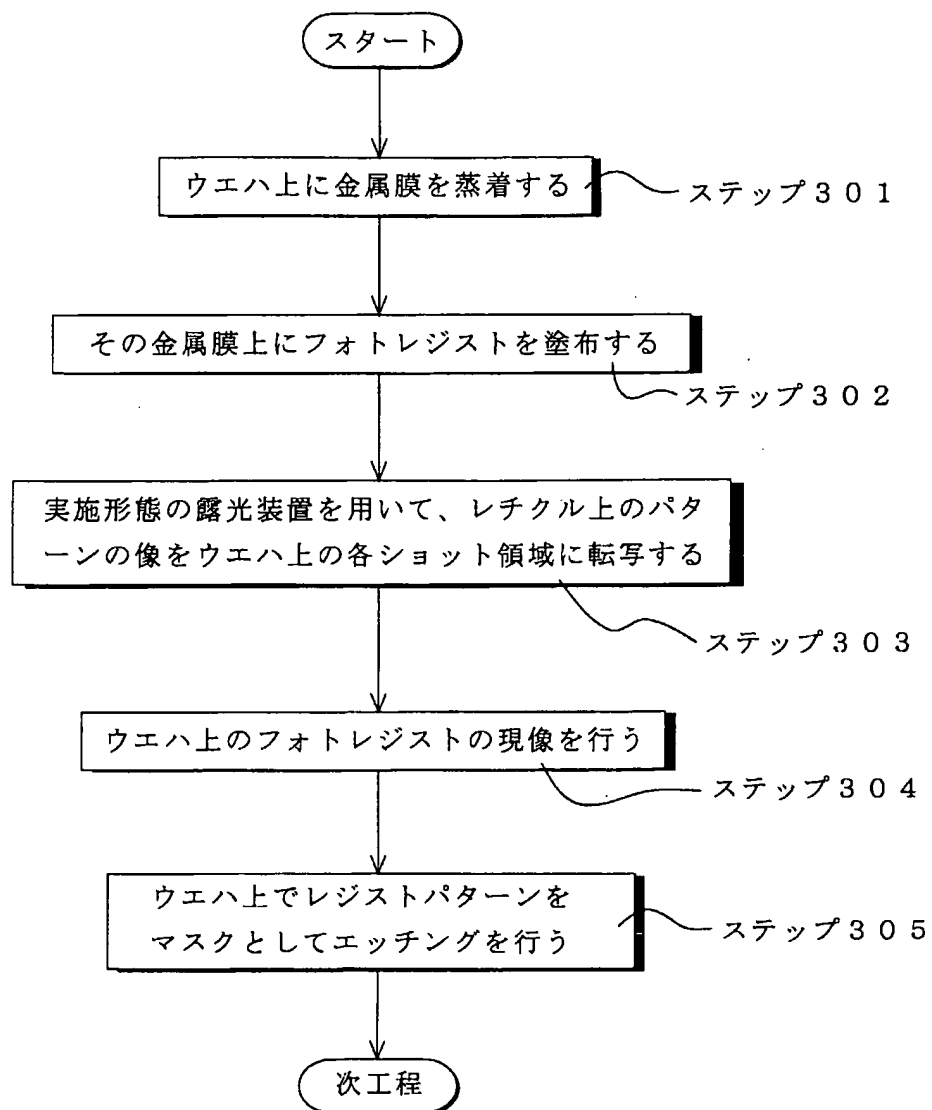 スタート
ウエハ上に金属膜を蒸着する
ステップ３０１
その金属膜上にフォトレジストを塗布する
ステップ３０２
実施形態の露光装置を用いて、レチクル上のパタ
ーンの像をウエハ上の各ショット領域に転写する
ステップ３０３
ウエハ上のフォトレジストの現像を行う
ステップ３０４
ウエハ上でレジストパターンを
マスクとしてエッチングを行う
ステップ３０５
次工程